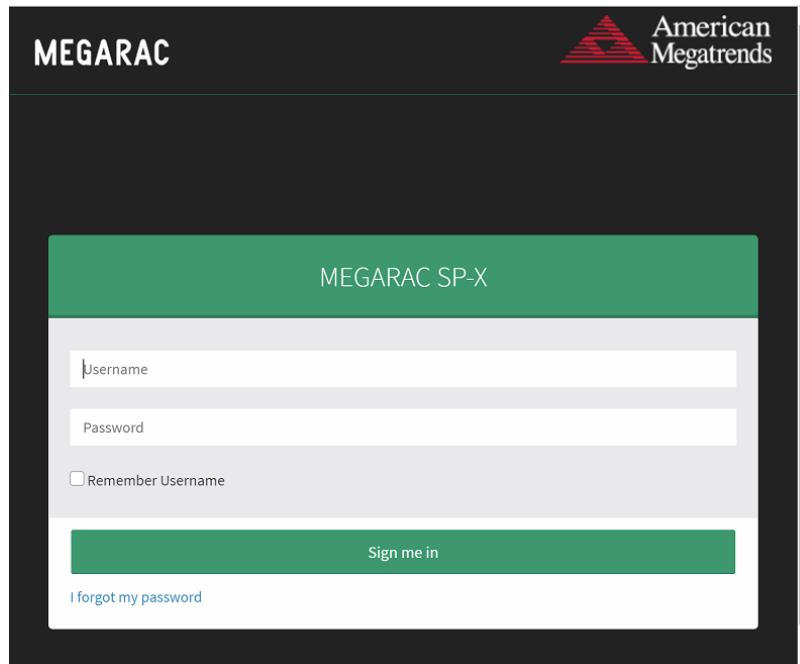 MEGARAC
American
Megatrends
MEGARAC SP-X
Username
Password
Remember Username
Sign me in
I forgot my password